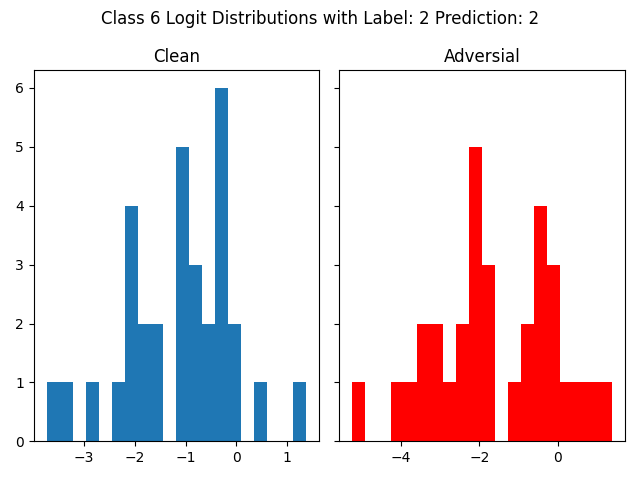 Class 6 Logit Distributions with Label: 2 Prediction: 2
Clean
Adversial
6
5
4
3
2
1
0
−3 −2 −1 0 1
−4 −2 0